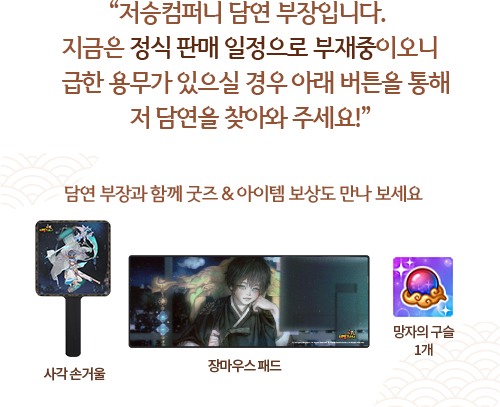 “저승컴퍼니 담연 부장입니다.
지금은 정식 판매 일정으로 부재중이오니
급한 용무가 있으실 경우 아래 버튼을 통해
저 담연을 찾아와 주세요!”
담연 부장과 함께 굿즈 & 아이템 보상도 만나 보세요
사각 손거울
장마우스 패드
망자의 구슬
1개